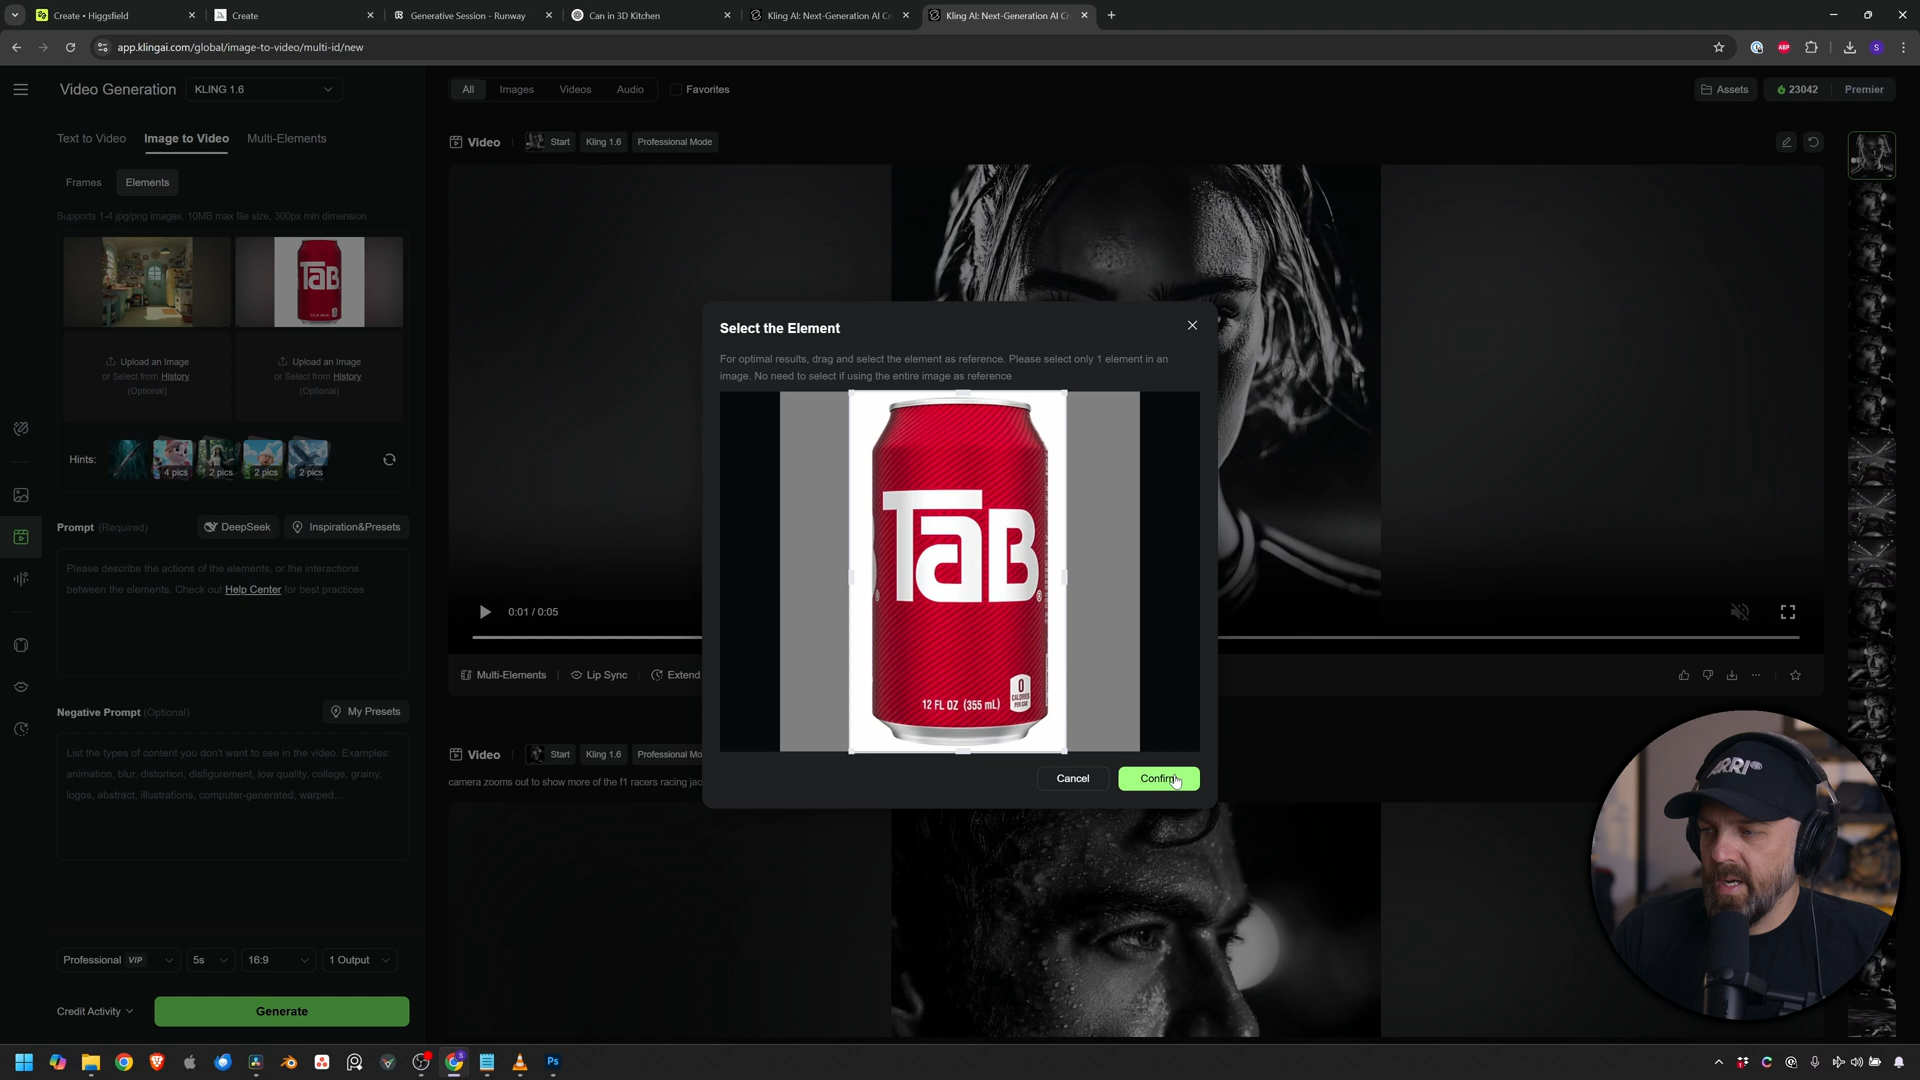 Create • Higgsfield
Create
Generative Session - Runway
Can in 3D Kitchen
Kling AI: Next-Generation AI Cr
Kling AI: Next-Generation AI Cr
app.klingai.com/global/image-to-video/multi-id/new
ABP
S
Video Generation
KLING 1.6
All
Images
Videos
Audio
Favorites
Assets
23042
Premier
Text to Video
Image to Video
Multi-Elements
Video
Start
Kling 1.6
Professional Mode
Frames
Elements
Supports 1-4 jpg/png images, 10MB max file size, 300px min dimension
TaB
Upload an Image
or Select from History
(Optional)
Upload an Image
or Select from History
(Optional)
Hints:
4 pics
2 pics
2 pics
2 pics
Prompt (Required)
DeepSeek
Inspiration&Presets
Please describe the actions of the elements, or the interactions
between the elements. Check out Help Center for best practices
Negative Prompt (Optional)
My Presets
List the types of content you don't want to see in the video. Examples:
animation, blur, distortion, disfigurement, low quality, collage, grainy,
logos, abstract, illustrations, computer-generated, warped...
Professional VIP
5s
16:9
1 Output
Credit Activity
Generate
Select the Element
For optimal results, drag and select the element as reference. Please select only 1 element in an
image. No need to select if using the entire image as reference
TaB
®
®
0
CALORIES
PER CAN
12 FL OZ (355 mL)
Cancel
Confirm
0:01 / 0:05
Multi-Elements
Lip Sync
Extend
Video
Start
Kling 1.6
Professional Mo
camera zooms out to show more of the f1 racers racing jac
ARRI
Ps